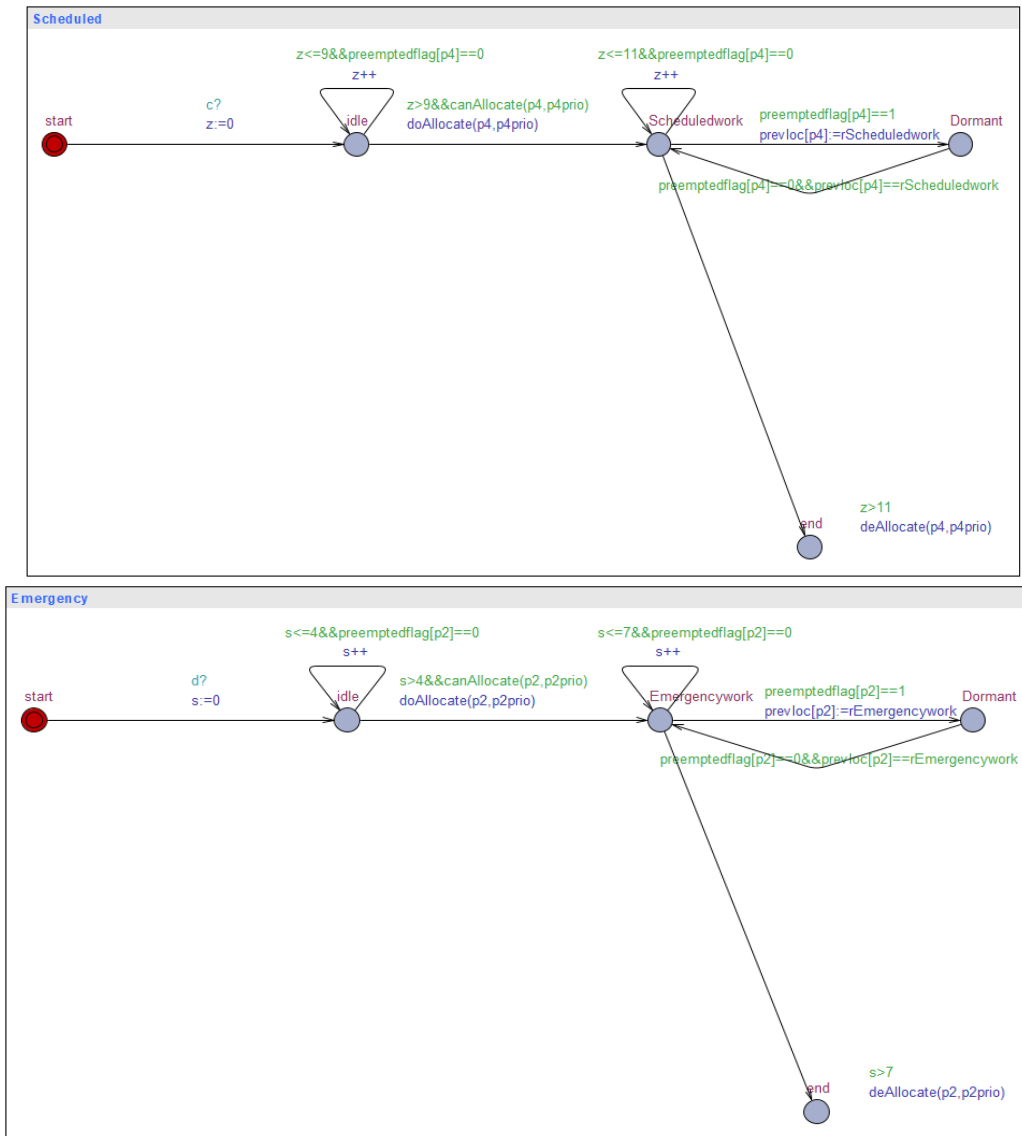 Scheduled
z<=9&&preemptedflag[p4]==0
z++
z<=11&&preemptedflag[p4]==0
z++
c?
z:=0
z>9&&canAllocate(p4,p4prio)
doAllocate(p4,p4prio)
start
idle
Scheduledwork
preemptedflag[p4]==1
prevloc[p4]:=rScheduledwork
Dormant
preemptedflag[p4]==0&&prevloc[p4]==rScheduledwork
z>11
end
deAllocate(p4,p4prio)
Emergency
s<=4&&preemptedflag[p2]==0
s++
s<=7&&preemptedflag[p2]==0
s++
d?
s:=0
s>4&&canAllocate(p2,p2prio)
doAllocate(p2,p2prio)
start
idle
Emergencywork
preemptedflag[p2]==1
prevloc[p2]:=rEmergencywork
Dormant
preemptedflag[p2]==0&&prevloc[p2]==rEmergencywork
s>7
end
deAllocate(p2,p2prio)